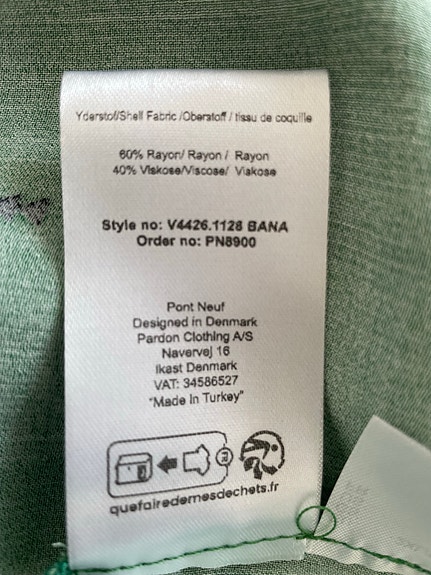 Yderstof/Shell Fabric /Oberstoff / tissu de coquille
60% Rayon/ Rayon / Rayon
40% Viskose/Viscose/ Viskose
Style no: V4426.1128 BANA
Order no: PN8900
Pont Neuf
Designed in Denmark
Pardon Clothing A/S
Navervej 16
Ikast Denmark
VAT: 34586527
"Made In Turkey"
FR
quefairedemesdechets.fr